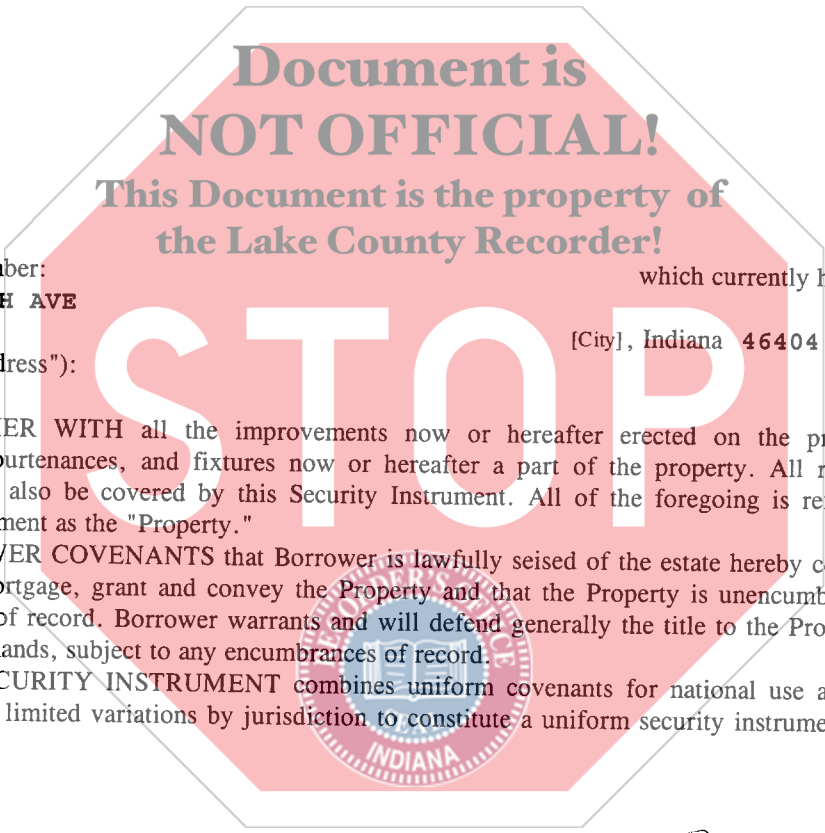 Document is
NOT OFFICIAL!
This Document is the property of
the Lake County Recorder!
ber:
which currently h
H AVE
[City], Indiana 46404
dress"):
STOP
ER WITH all the improvements now or hereafter erected on the pr
ourtenances, and fixtures now or hereafter a part of the property. All r
also be covered by this Security Instrument. All of the foregoing is re
ment as the "Property."
VER COVENANTS that Borrower is lawfully seised of the estate hereby c
ortgage, grant and convey the Property and that the Property is unencumb
of record. Borrower warrants and will defend generally the title to the Pro
ands, subject to any encumbrances of record.
CURITY INSTRUMENT combines uniform covenants for national use a
limited variations by jurisdiction to constitute a uniform security instrume
RECORDER'S OFFICE
SEAL
INDIANA